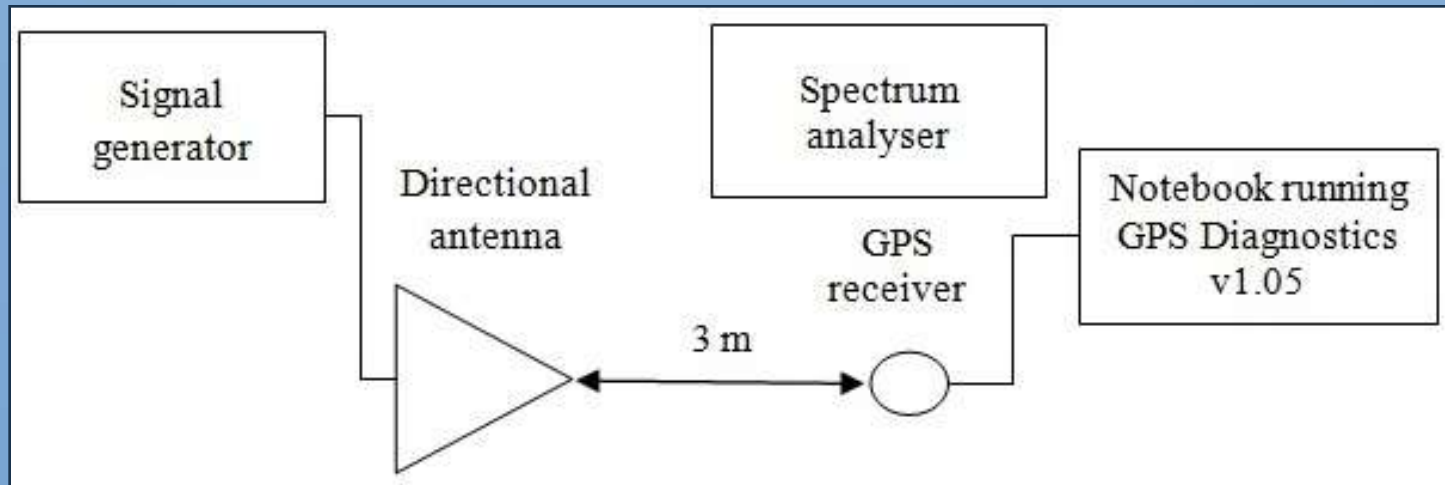 Signal
generator
Directional
antenna
3 m
Spectrum
analyser
GPS
receiver
Notebook running
GPS Diagnostics
v1.05